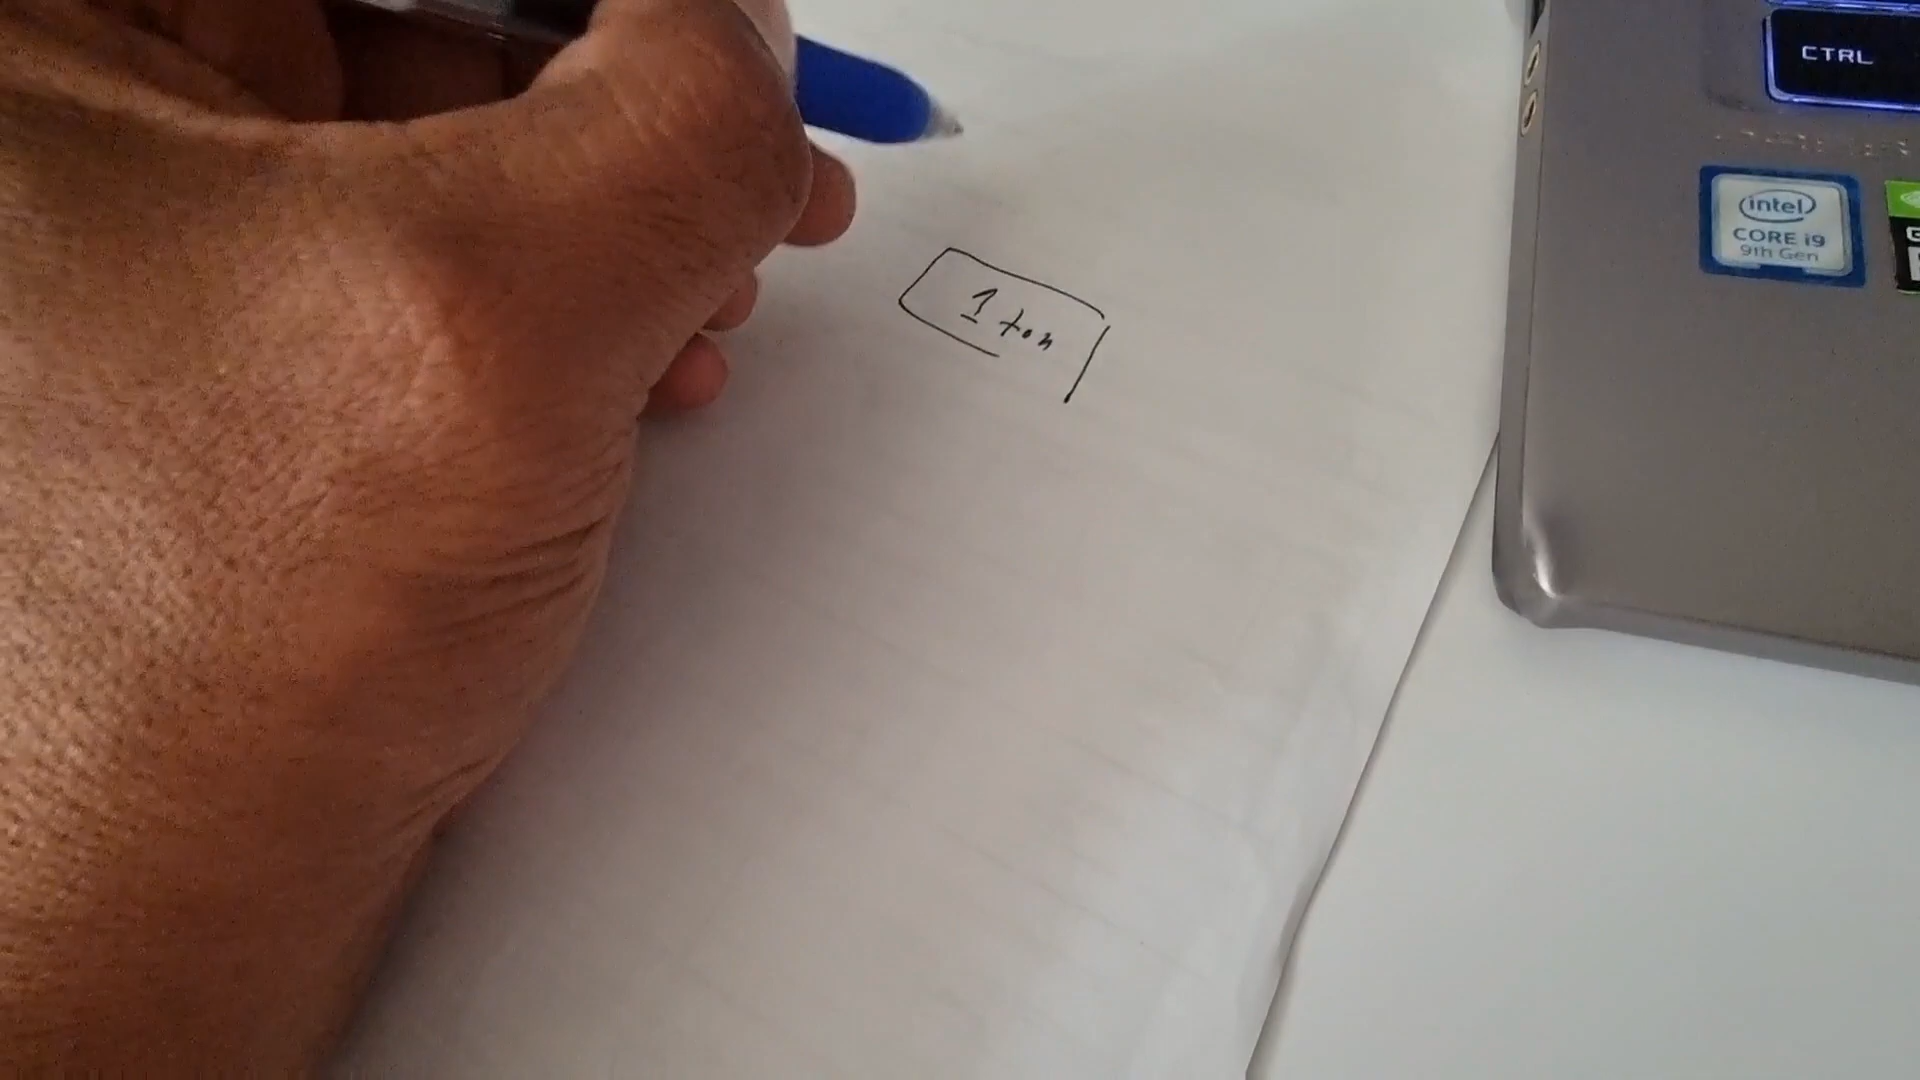 1 ton
CTRL
intel
CORE i9
9th Gen